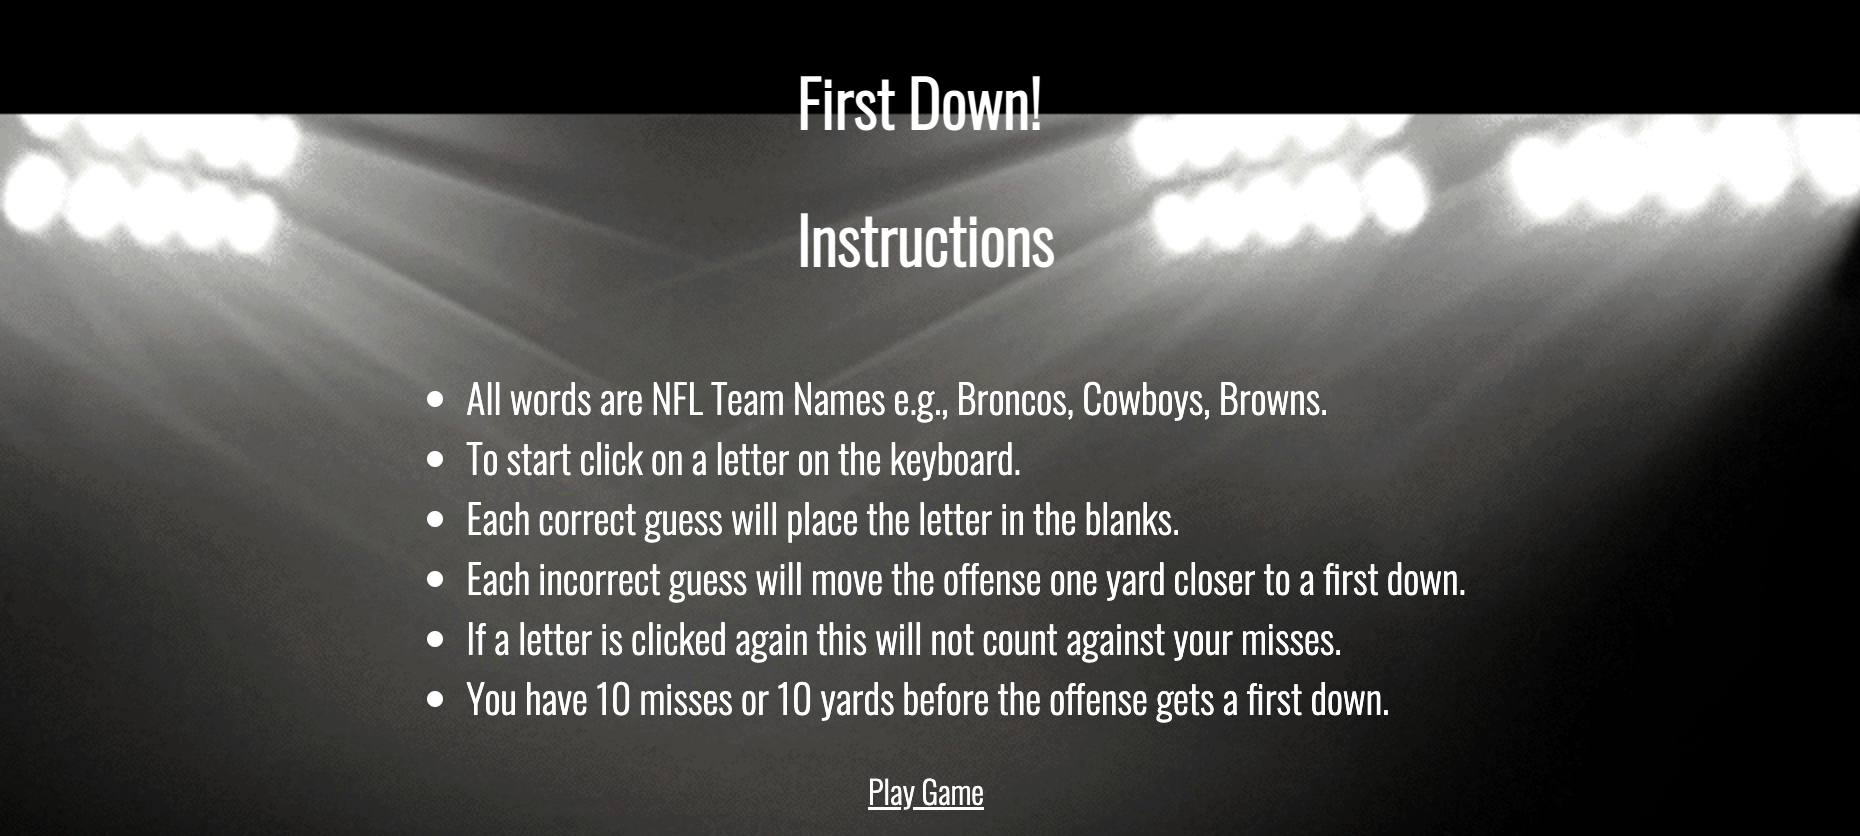 First Down!
Instructions
All words are NFL Team Names e.g., Broncos, Cowboys, Browns.
To start click on a letter on the keyboard.
Each correct guess will place the letter in the blanks.
Each incorrect guess will move the offense one yard closer to a first down.
If a letter is clicked again this will not count against your misses.
You have 10 misses or 10 yards before the offense gets a first down.
Play Game